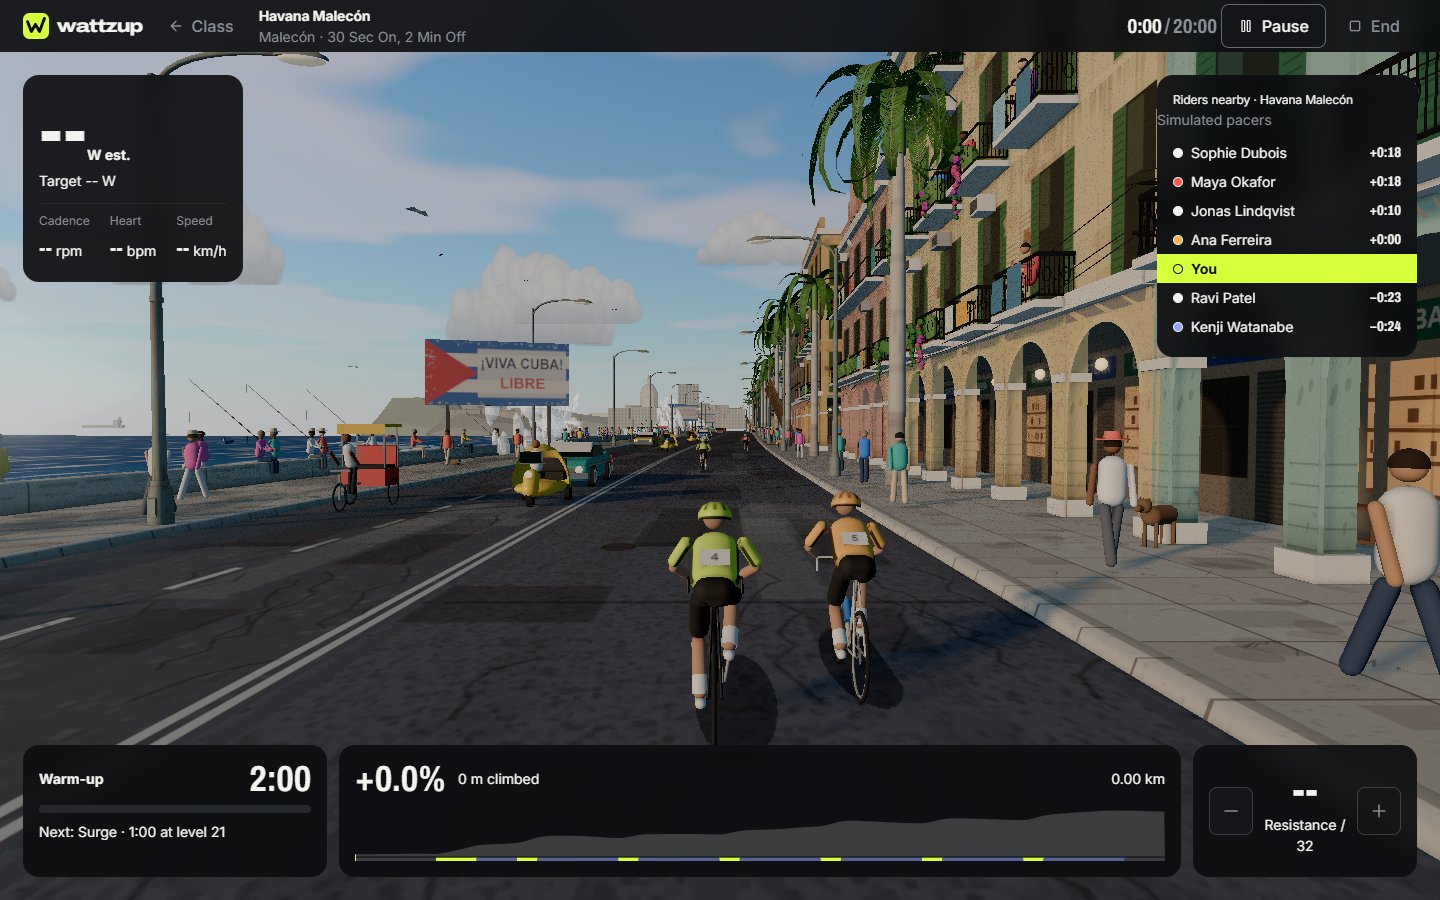 wattzup
Class
Havana Malecón
Malecón · 30 Sec On, 2 Min Off
0:00 / 20:00
Pause
End
-- W est.
Target -- W
Cadence Heart Speed
-- rpm -- bpm -- km/h
Riders nearby · Havana Malecón
Simulated pacers
Sophie Dubois +0:18
Maya Okafor +0:18
Jonas Lindqvist +0:10
Ana Ferreira +0:00
You
Ravi Patel −0:23
Kenji Watanabe −0:24
¡VIVA CUBA!
LIBRE
4
5
Warm-up 2:00
Next: Surge · 1:00 at level 21
+0.0% 0 m climbed 0.00 km
--
Resistance /
32